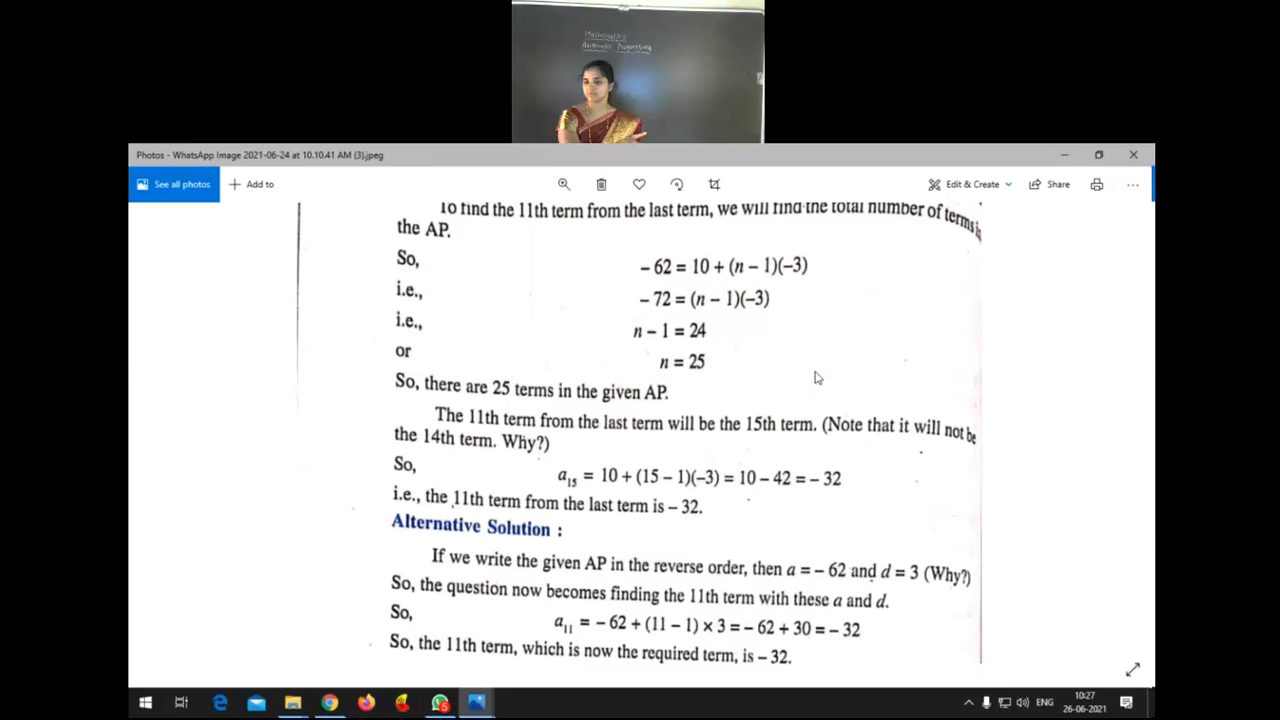 Mathematics
Arithmetic Progressions
Photos - WhatsApp Image 2021-06-24 at 10.10.41 AM (3).jpeg
See all photos
Add to
Edit & Create
Share
To find the 11th term from the last term, we will find the total number of terms in
the AP.
So, – 62 = 10 + (n – 1)(–3)
i.e., – 72 = (n – 1)(–3)
i.e., n – 1 = 24
or n = 25
So, there are 25 terms in the given AP.
The 11th term from the last term will be the 15th term. (Note that it will not be
the 14th term. Why?)
So, a₁₅ = 10 + (15 – 1)(–3) = 10 – 42 = – 32
i.e., the 11th term from the last term is – 32.
Alternative Solution :
If we write the given AP in the reverse order, then a = – 62 and d = 3 (Why?)
So, the question now becomes finding the 11th term with these a and d.
So, a₁₁ = – 62 + (11 – 1) × 3 = – 62 + 30 = – 32
So, the 11th term, which is now the required term, is – 32.
5
ENG
10:27
26-06-2021